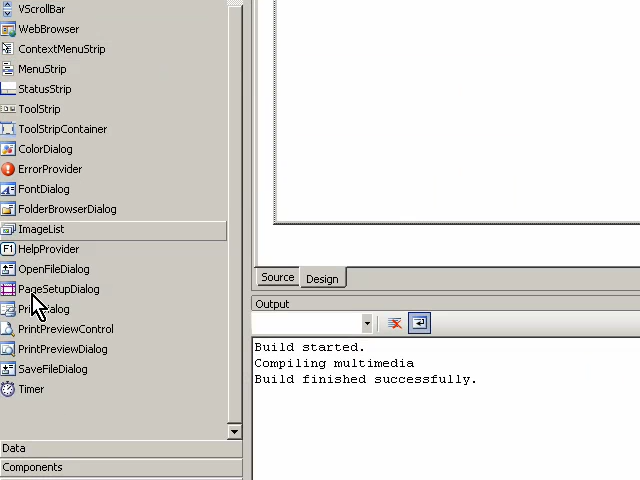 VScrollBar
WebBrowser
ContextMenuStrip
MenuStrip
StatusStrip
ToolStrip
ToolStripContainer
ColorDialog
ErrorProvider
FontDialog
FolderBrowserDialog
ImageList
HelpProvider
OpenFileDialog
PageSetupDialog
PrintDialog
PrintPreviewControl
PrintPreviewDialog
SaveFileDialog
Timer
Data
Components
Source Design
Output
Build started.
Compiling multimedia
Build finished successfully.